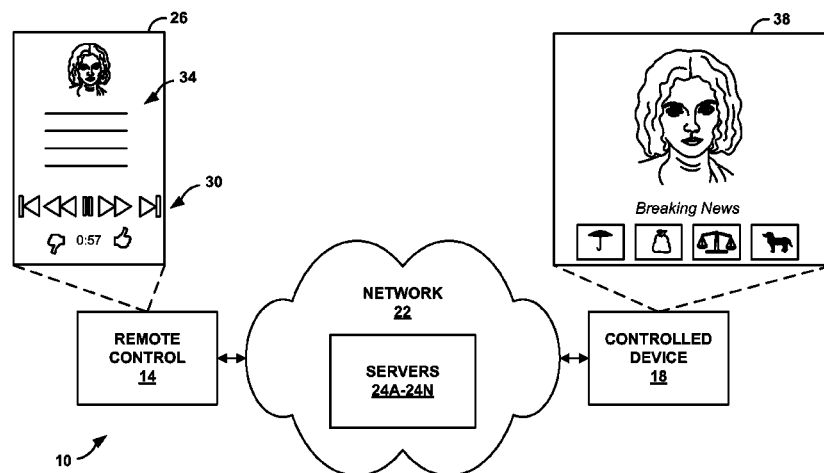 26
38
34
30
0:57
Breaking News
NETWORK
22
REMOTE
CONTROL
14
SERVERS
24A-24N
CONTROLLED
DEVICE
18
10